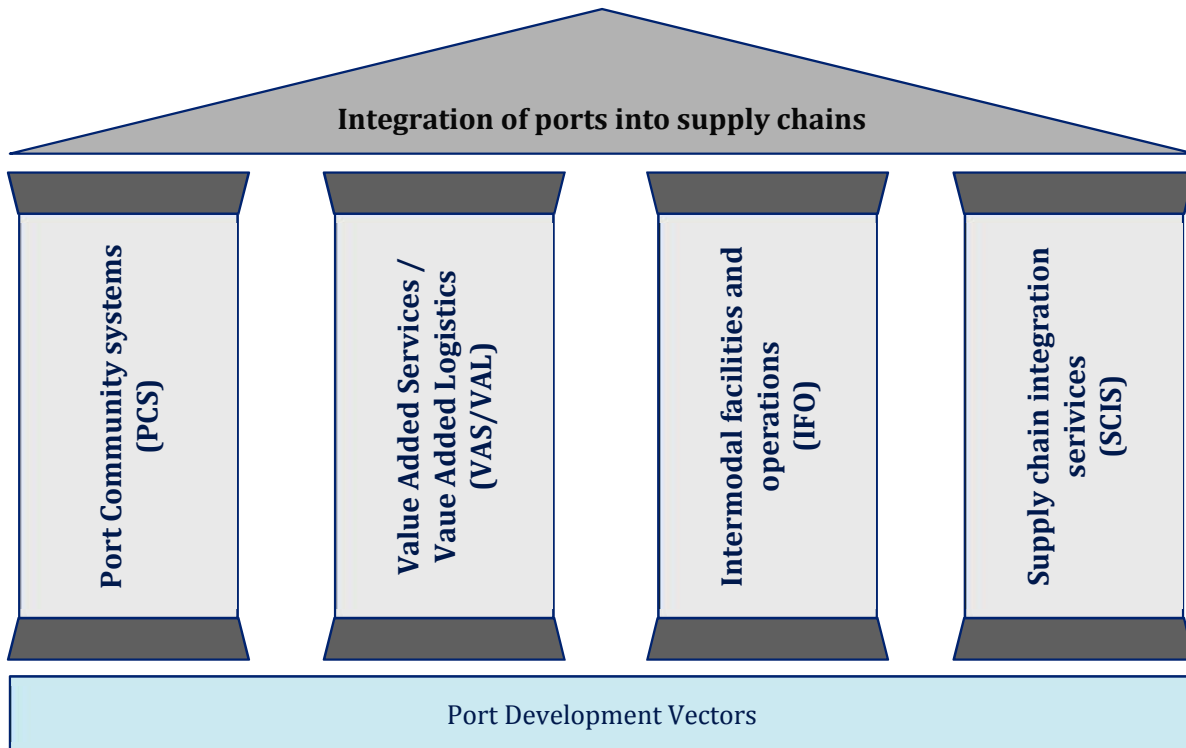 Integration of ports into supply chains
Port Community systems
(PCS)
Value Added Services /
Vaue Added Logistics
(VAS/VAL)
Intermodal facilities and
operations
(IFO)
Supply chain integration
serivices
(SCIS)
Port Development Vectors